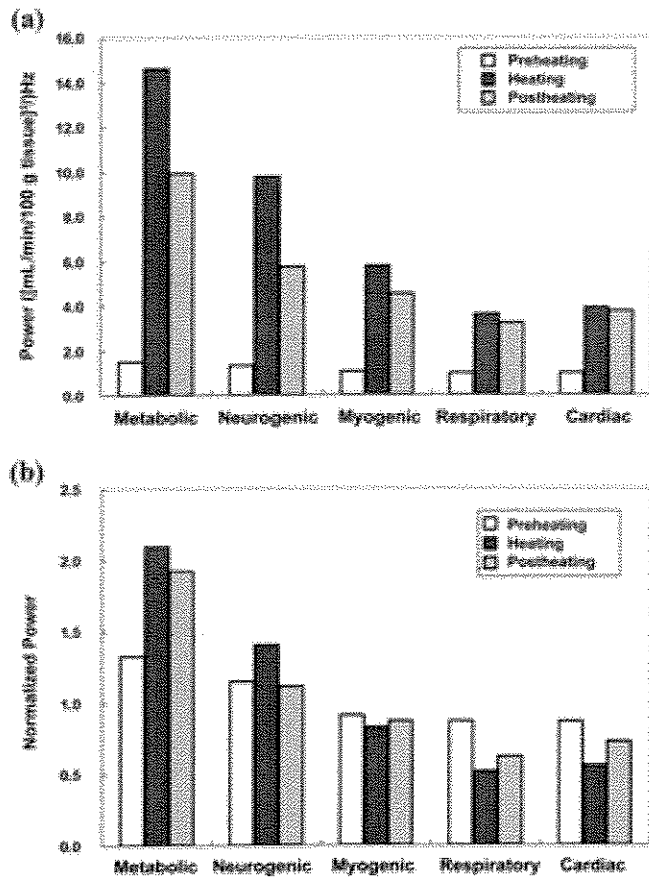 (a)
16.0
14.0
12.0
10.0
8.0
6.0
4.0
2.0
0.0
Power ([mL/min/100 g tissue]²/Hz
Preheating
Heating
Postheating
Metabolic Neurogenic Myogenic Respiratory Cardiac
(b)
2.5
2.0
1.5
1.0
0.5
0.0
Normalized Power
Preheating
Heating
Postheating
Metabolic Neurogenic Myogenic Respiratory Cardiac